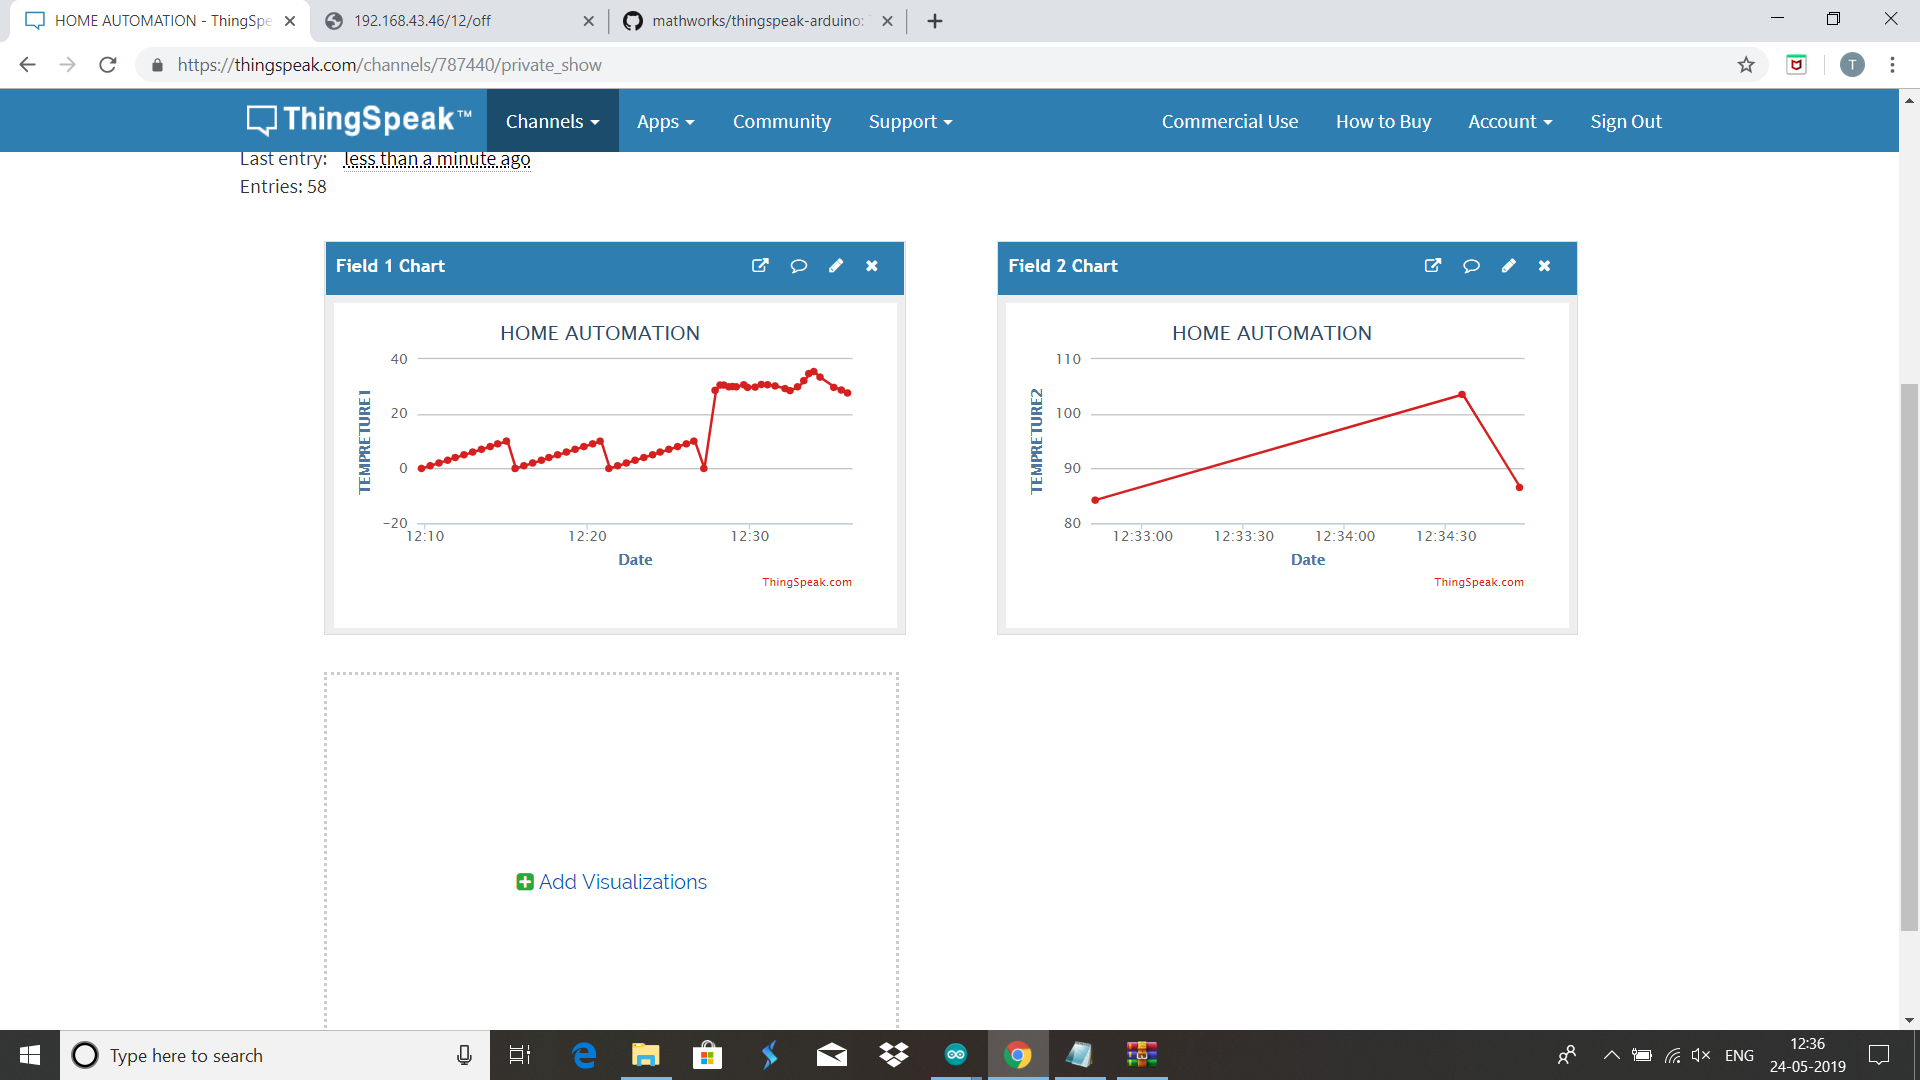 HOME AUTOMATION - ThingSpe
192.168.43.46/12/off
mathworks/thingspeak-arduino:
https://thingspeak.com/channels/787440/private_show
T
ThingSpeak™
Channels
Apps
Community
Support
Commercial Use
How to Buy
Account
Sign Out
Last entry: less than a minute ago
Entries: 58
Field 1 Chart
HOME AUTOMATION
TEMPRETURE1
40
20
0
−20
12:10
12:20
12:30
Date
ThingSpeak.com
Field 2 Chart
HOME AUTOMATION
TEMPRETURE2
110
100
90
80
12:33:00
12:33:30
12:34:00
12:34:30
Date
ThingSpeak.com
Add Visualizations
Type here to search
ENG
12:36
24-05-2019